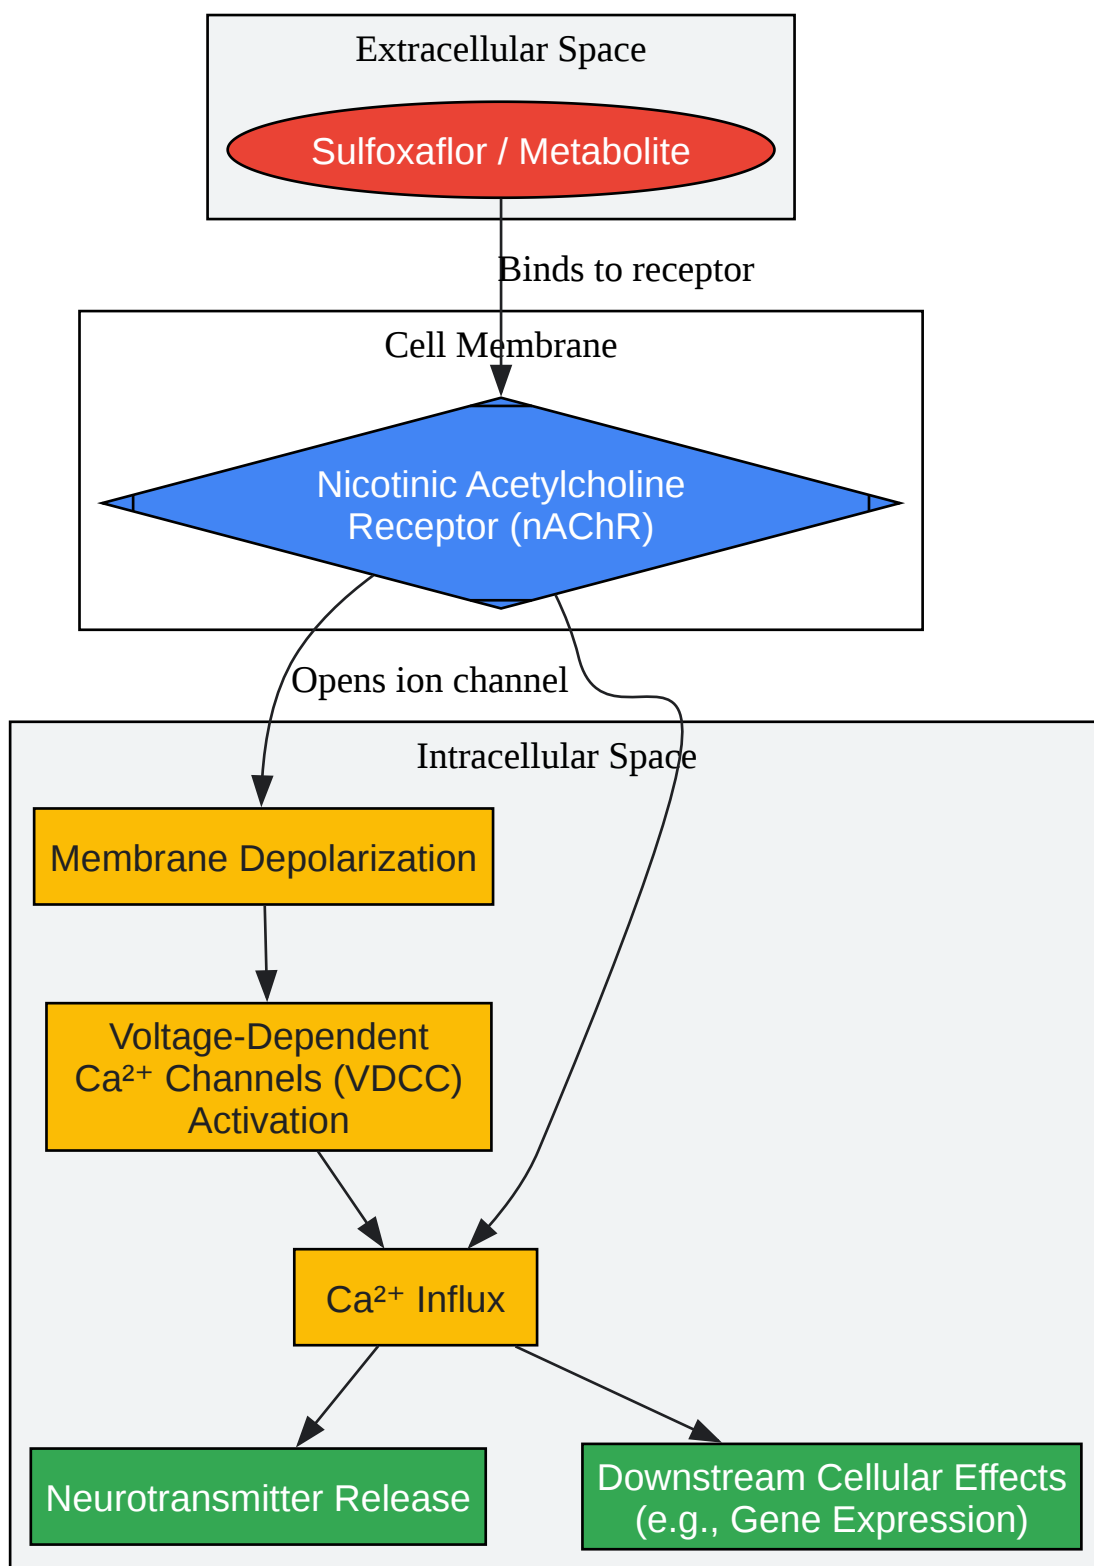 Extracellular Space
Sulfoxaflor / Metabolite
Binds to receptor
Cell Membrane
Nicotinic Acetylcholine
Receptor (nAChR)
Opens ion channel
Intracellular Space
Membrane Depolarization
Voltage-Dependent
Ca²⁺ Channels (VDCC)
Activation
Ca²⁺ Influx
Neurotransmitter Release
Downstream Cellular Effects
(e.g., Gene Expression)